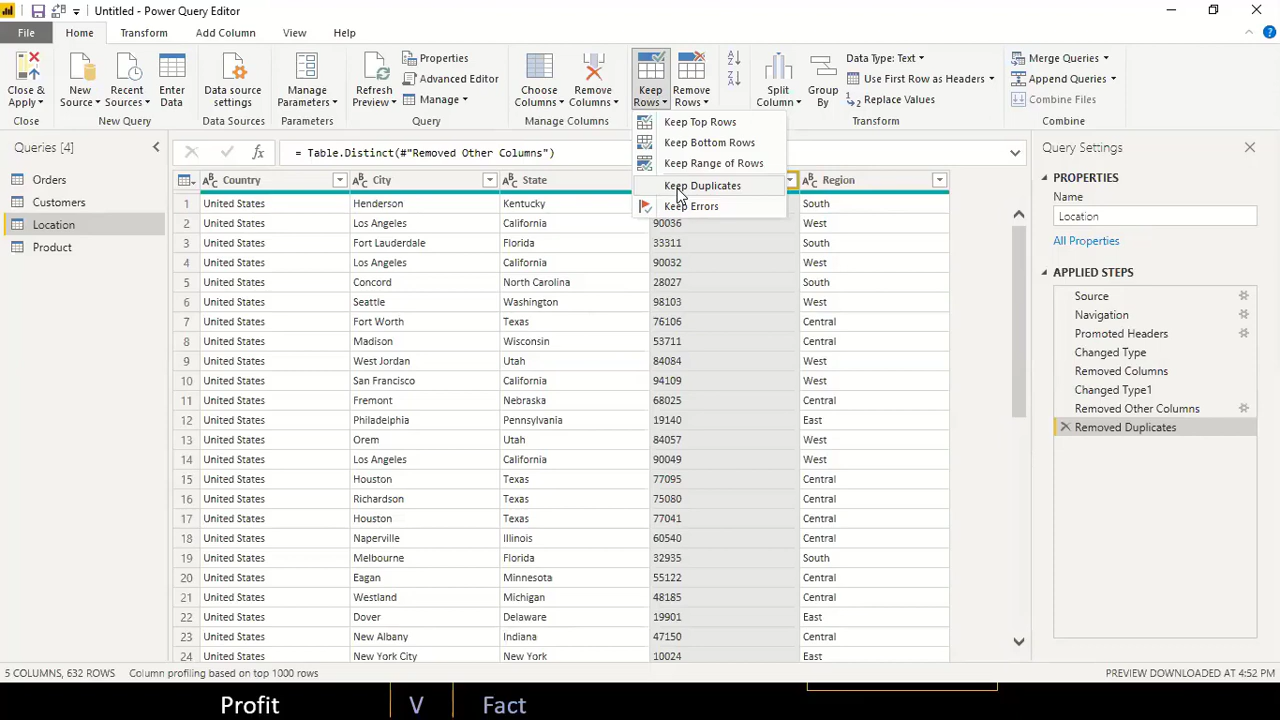 Untitled - Power Query Editor
File Home Transform Add Column View Help
Close & Apply
New Source
Recent Sources
Enter Data
Data source settings
Manage Parameters
Refresh Preview
Properties
Advanced Editor
Manage
Choose Columns
Remove Columns
Keep Rows
Remove Rows
Split Column
Group By
Data Type: Text
Use First Row as Headers
Replace Values
Merge Queries
Append Queries
Combine Files
Close New Query Data Sources Parameters Query Manage Columns Transform Combine
Keep Top Rows
Keep Bottom Rows
Keep Range of Rows
Keep Duplicates
Keep Errors
Queries [4]
Orders
Customers
Location
Product
= Table.Distinct(#"Removed Other Columns")
Country City State Region
1 United States Henderson Kentucky South
2 United States Los Angeles California 90036 West
3 United States Fort Lauderdale Florida 33311 South
4 United States Los Angeles California 90032 West
5 United States Concord North Carolina 28027 South
6 United States Seattle Washington 98103 West
7 United States Fort Worth Texas 76106 Central
8 United States Madison Wisconsin 53711 Central
9 United States West Jordan Utah 84084 West
10 United States San Francisco California 94109 West
11 United States Fremont Nebraska 68025 Central
12 United States Philadelphia Pennsylvania 19140 East
13 United States Orem Utah 84057 West
14 United States Los Angeles California 90049 West
15 United States Houston Texas 77095 Central
16 United States Richardson Texas 75080 Central
17 United States Houston Texas 77041 Central
18 United States Naperville Illinois 60540 Central
19 United States Melbourne Florida 32935 South
20 United States Eagan Minnesota 55122 Central
21 United States Westland Michigan 48185 Central
22 United States Dover Delaware 19901 East
23 United States New Albany Indiana 47150 Central
24 United States New York City New York 10024 East
Query Settings
PROPERTIES
Name
Location
All Properties
APPLIED STEPS
Source
Navigation
Promoted Headers
Changed Type
Removed Columns
Changed Type1
Removed Other Columns
Removed Duplicates
5 COLUMNS, 632 ROWS Column profiling based on top 1000 rows PREVIEW DOWNLOADED AT 4:52 PM
Profit V Fact